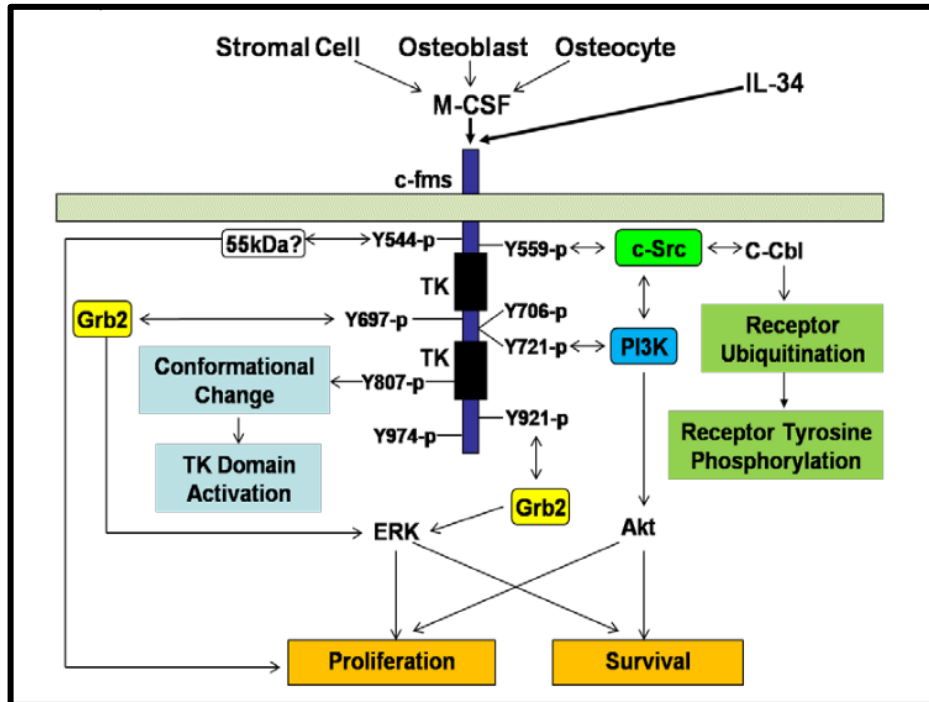 Stromal Cell Osteoblast Osteocyte
M-CSF
IL-34
c-fms
55kDa?
Y544-p
Y559-p
c-Src
C-Cbl
TK
Grb2
Y697-p
Y706-p
Y721-p
PI3K
Receptor
Ubiquitination
TK
Conformational
Change
Y807-p
Y974-p
Y921-p
Receptor Tyrosine
Phosphorylation
TK Domain
Activation
Grb2
ERK
Akt
Proliferation
Survival